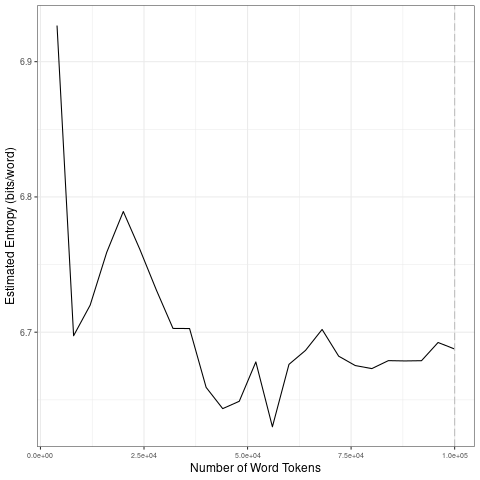 Estimated Entropy (bits/word)
6.9
6.8
6.7
0.0e+00 2.5e+04 5.0e+04 7.5e+04 1.0e+05
Number of Word Tokens